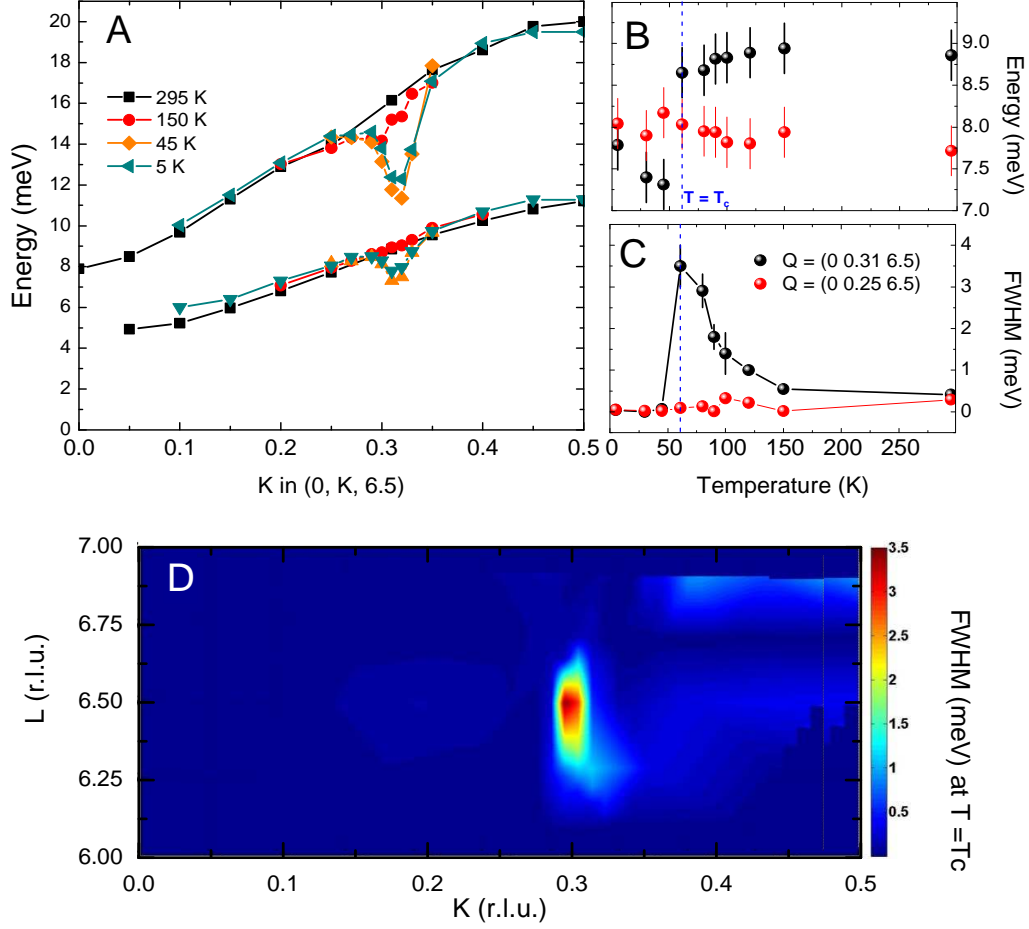 A
20
18
16
14
12
10
8
6
4
2
0
Energy (meV)
295 K
150 K
45 K
5 K
0.0 0.1 0.2 0.3 0.4 0.5
K in (0, K, 6.5)
B
9.0
8.5
8.0
7.5
7.0
Energy (meV)
T = Tc
C
4
3
2
1
0
FWHM (meV)
Q = (0 0.31 6.5)
Q = (0 0.25 6.5)
0 50 100 150 200 250
Temperature (K)
D
7.00
6.75
6.50
6.25
6.00
L (r.l.u.)
0.0 0.1 0.2 0.3 0.4 0.5
K (r.l.u.)
3.5
3
2.5
2
1.5
1
0.5
FWHM (meV) at T =Tc